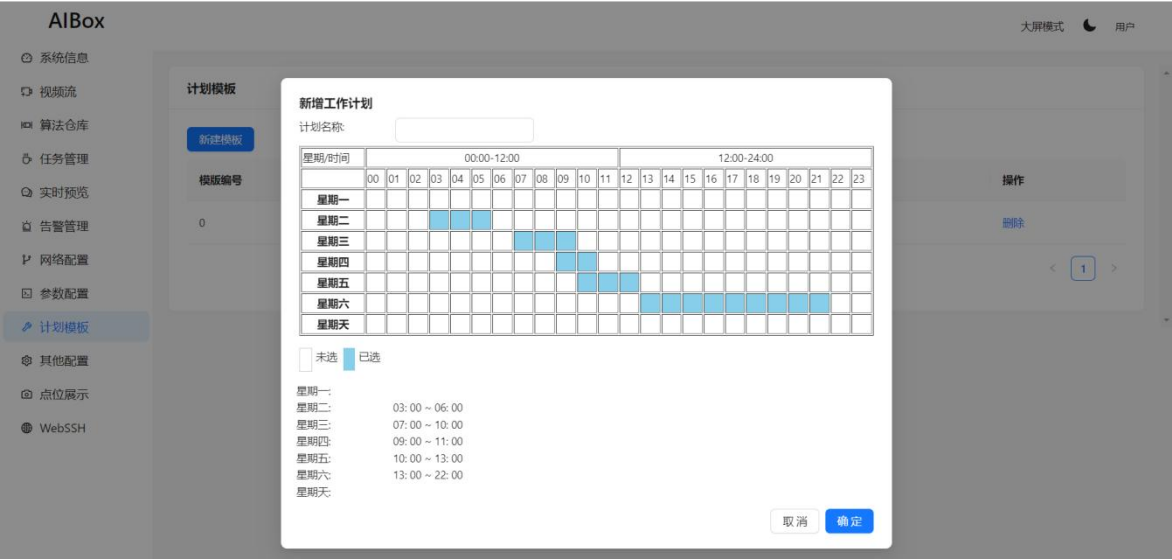 AIBox
大屏模式 用户
系统信息
视频流
算法仓库
任务管理
实时预览
告警管理
网络配置
参数配置
计划模板
其他配置
点位展示
WebSSH
计划模板
新建模板
模版编号 操作
0 删除
< 1 >
新增工作计划
计划名称:
星期/时间 00:00-12:00 12:00-24:00
00 01 02 03 04 05 06 07 08 09 10 11 12 13 14 15 16 17 18 19 20 21 22 23
星期一
星期二
星期三
星期四
星期五
星期六
星期天
未选 已选
星期一:
星期二: 03:00 ~ 06:00
星期三: 07:00 ~ 10:00
星期四: 09:00 ~ 11:00
星期五: 10:00 ~ 13:00
星期六: 13:00 ~ 22:00
星期天:
取消 确定